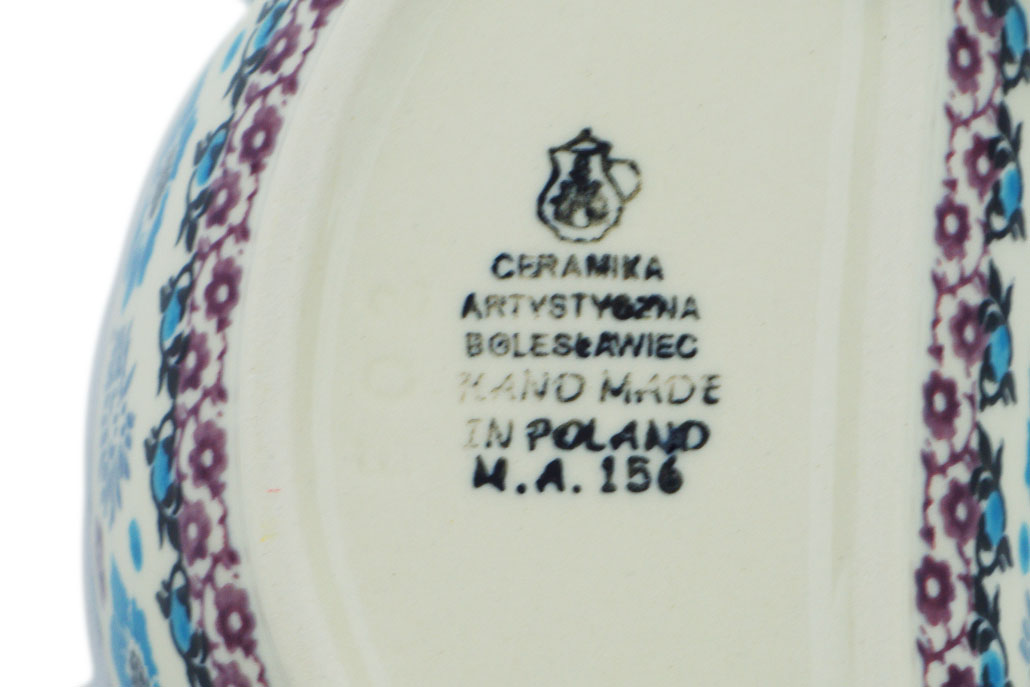 CERAMIKA
ARTYSTYCZNA
BOLESŁAWIEC
HAND MADE
IN POLAND
M.A. 156